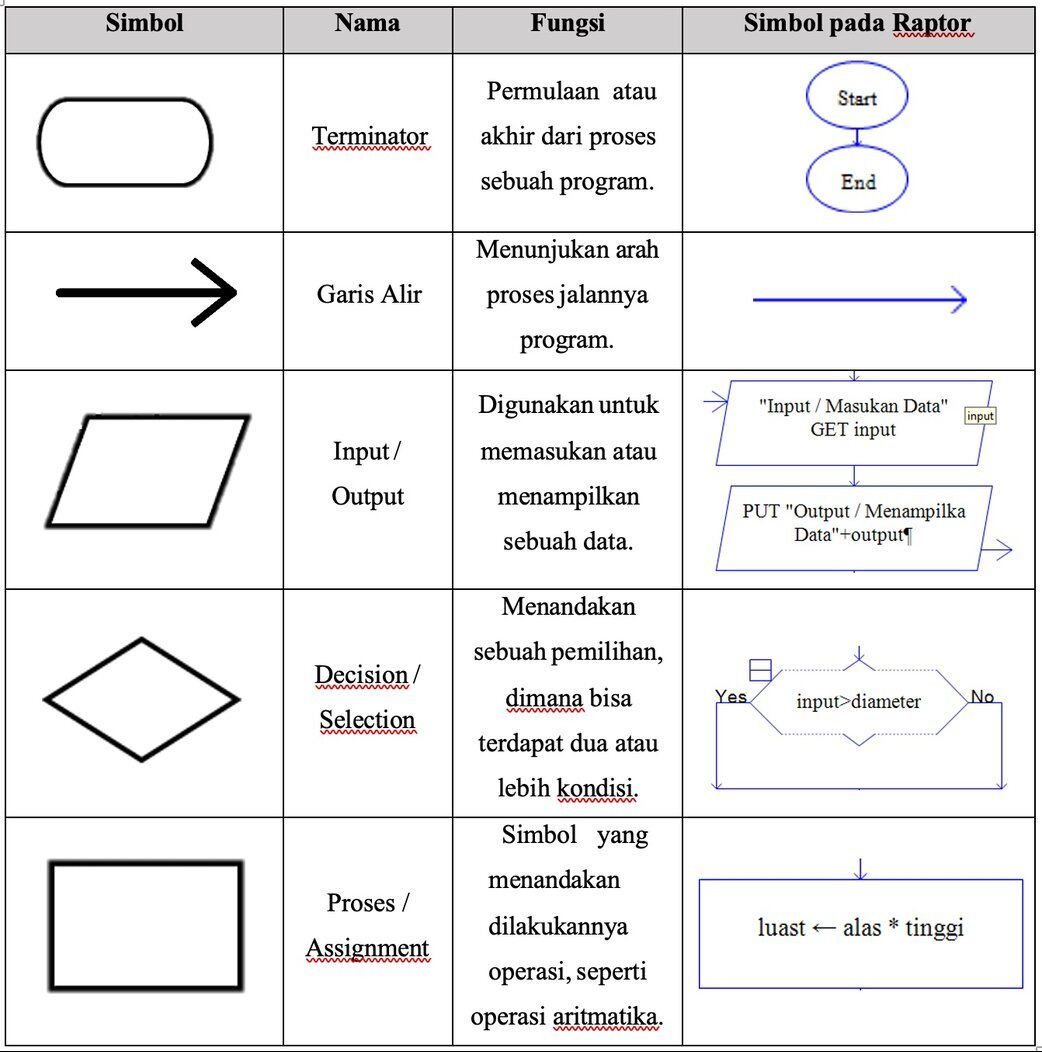 Simbol
Nama
Fungsi
Simbol pada Raptor
Terminator
Permulaan atau
akhir dari proses
sebuah program.
Start
End
Garis Alir
Menunjukan arah
proses jalannya
program.
Input /
Output
Digunakan untuk
memasukan atau
menampilkan
sebuah data.
"Input / Masukan Data"
GET input
input
PUT "Output / Menampilka
Data"+output¶
Decision /
Selection
Menandakan
sebuah pemilihan,
dimana bisa
terdapat dua atau
lebih kondisi.
Yes
input>diameter
No
Proses /
Assignment
Simbol yang
menandakan
dilakukannya
operasi, seperti
operasi aritmatika.
luast ← alas * tinggi